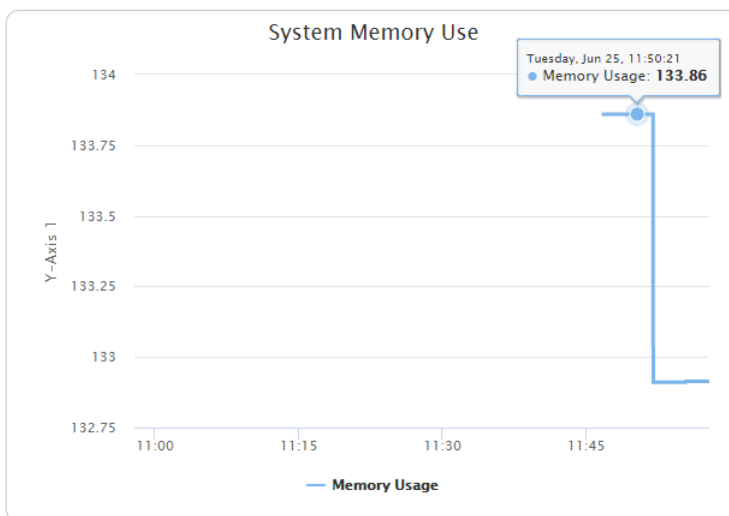 System Memory Use
Tuesday, Jun 25, 11:50:21
Memory Usage: 133.86
134
133.75
133.5
133.25
133
132.75
Y-Axis 1
11:00
11:15
11:30
11:45
Memory Usage